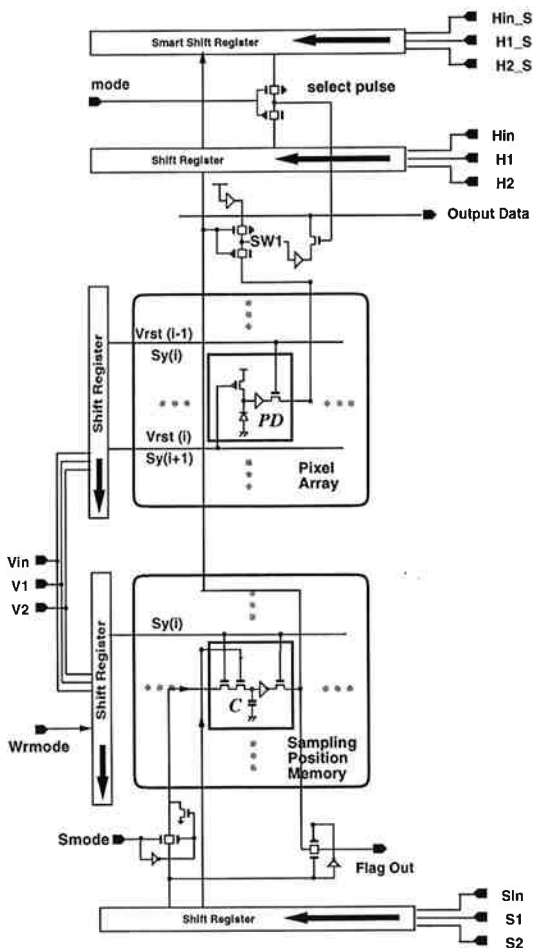 Hin_S
Smart Shift Register
H1_S
H2_S
mode
select pulse
Hin
Shift Register
H1
H2
Output Data
SW1
Vrst (i-1)
Sy(i)
Shift Register
PD
Vrst (i)
Sy(i+1)
Pixel
Array
Vin
V1
V2
Sy(i)
Shift Register
C
Wrmode
Sampling
Position
Memory
Smode
Flag Out
Sin
Shift Register
S1
S2